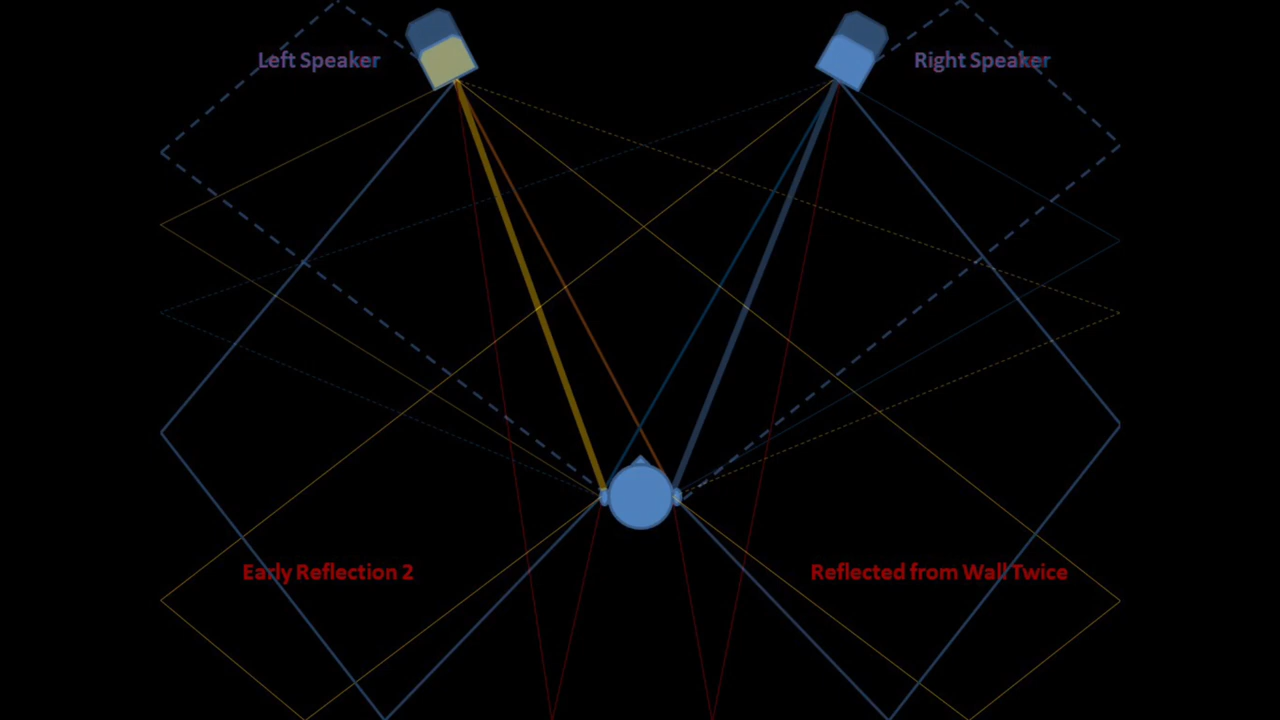 Left Speaker
Right Speaker
Early Reflection 2
Reflected from Wall Twice